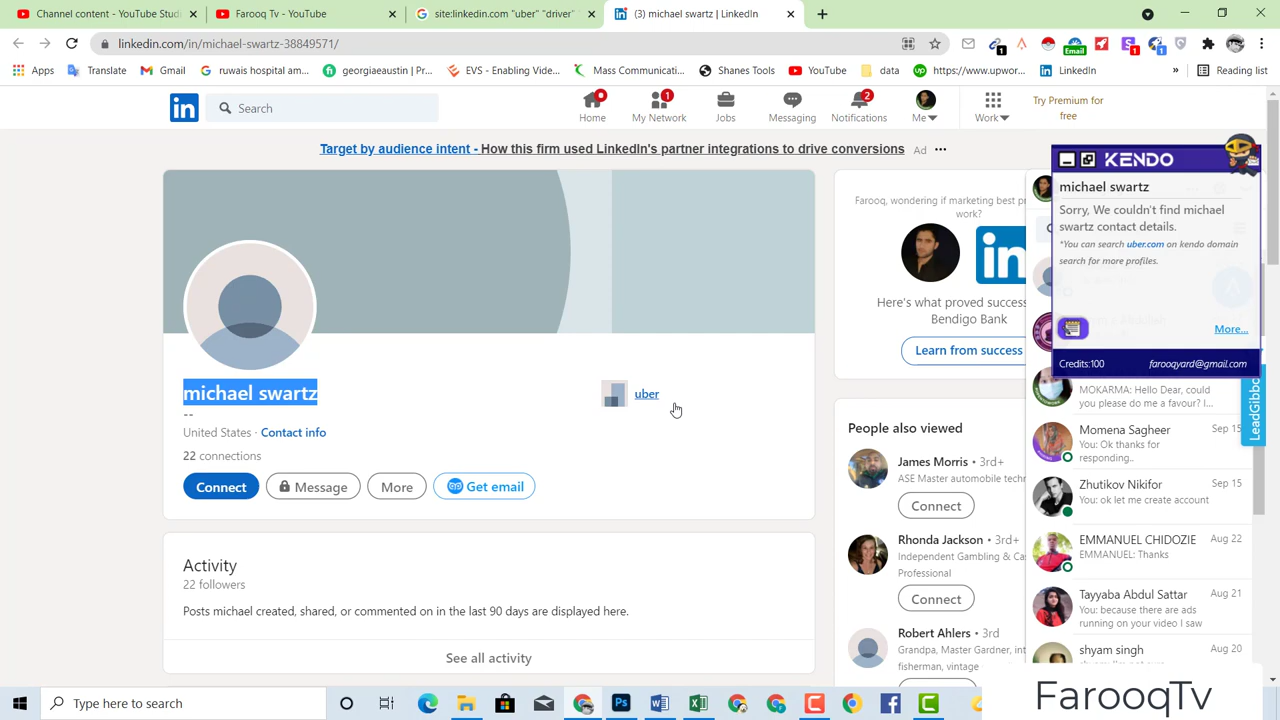 Channel content - YouTube Studi
Farooq Tv - YouTube
site:linkedin.com "uber" "driver"
(3) michael swartz | LinkedIn
linkedin.com/in/michael-swartz-38849571/
1
Email
1
1
Apps
Translate
Gmail
ruwais hospital am...
georgiaeaustin | Pr...
EVS - Enabling Vide...
Mass Communicati...
Shanes Tools
YouTube
data
https://www.upwor...
LinkedIn
»
Reading list
in
Search
Home
1
My Network
Jobs
Messaging
2
Notifications
Me
Work
Try Premium for
free
Target by audience intent - How this firm used LinkedIn's partner integrations to drive conversions
Ad
michael swartz
--
United States · Contact info
22 connections
Connect
Message
More
Get email
uber
Activity
22 followers
Posts michael created, shared, or commented on in the last 90 days are displayed here.
See all activity
Farooq, wondering if marketing best pr
work?
in
Here's what proved success
Bendigo Bank
Learn from success
People also viewed
James Morris • 3rd+
ASE Master automobile techn
Connect
Rhonda Jackson • 3rd+
Independent Gambling & Ca
Professional
Connect
Robert Ahlers • 3rd
Grandpa, Master Gardner, int
fisherman, vintage
KENDO
michael swartz
Sorry, We couldn't find michael
swartz contact details.
*You can search uber.com on kendo domain
search for more profiles.
More...
Credits:100
farooqyard@gmail.com
MOKARMA: Hello Dear, could
you please do me a favour? I...
Momena Sagheer
Sep 15
You: Ok thanks for
responding..
Zhutikov Nikifor
Sep 15
You: ok let me create account
EMMANUEL CHIDOZIE
Aug 22
EMMANUEL: Thanks
Tayyaba Abdul Sattar
Aug 21
You: because there are ads
running on your video I saw
shyam singh
Aug 20
LeadGibbo
Type here to search
FarooqTv